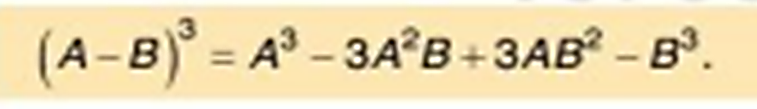 (A – B)³ = A³ – 3A²B + 3AB² – B³.